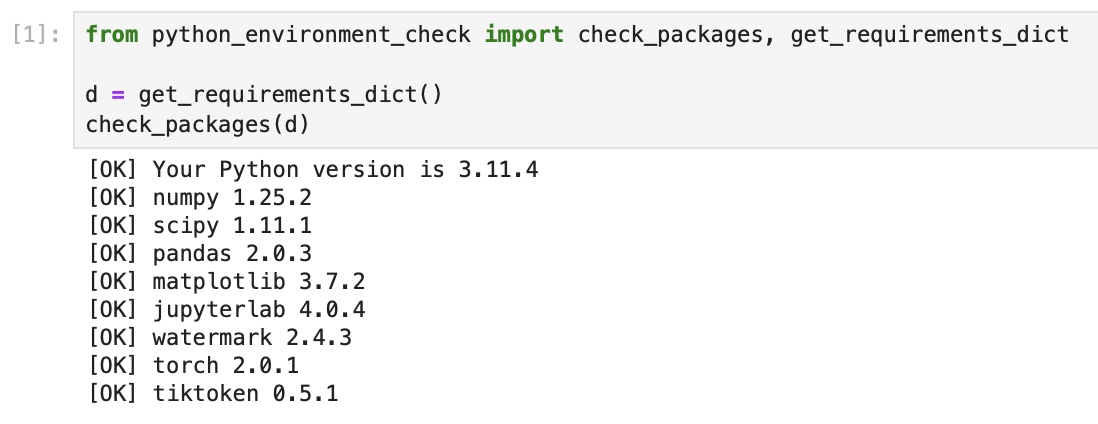 [1]: from python_environment_check import check_packages, get_requirements_dict
d = get_requirements_dict()
check_packages(d)
[OK] Your Python version is 3.11.4
[OK] numpy 1.25.2
[OK] scipy 1.11.1
[OK] pandas 2.0.3
[OK] matplotlib 3.7.2
[OK] jupyterlab 4.0.4
[OK] watermark 2.4.3
[OK] torch 2.0.1
[OK] tiktoken 0.5.1